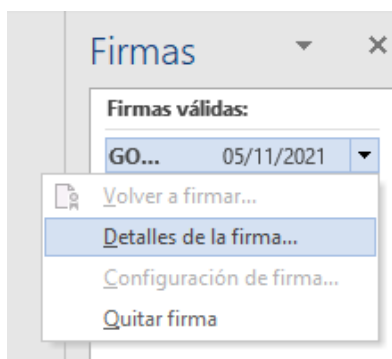 Firmas
Firmas válidas:
GO... 05/11/2021
Volver a firmar...
Detalles de la firma...
Configuración de firma...
Quitar firma